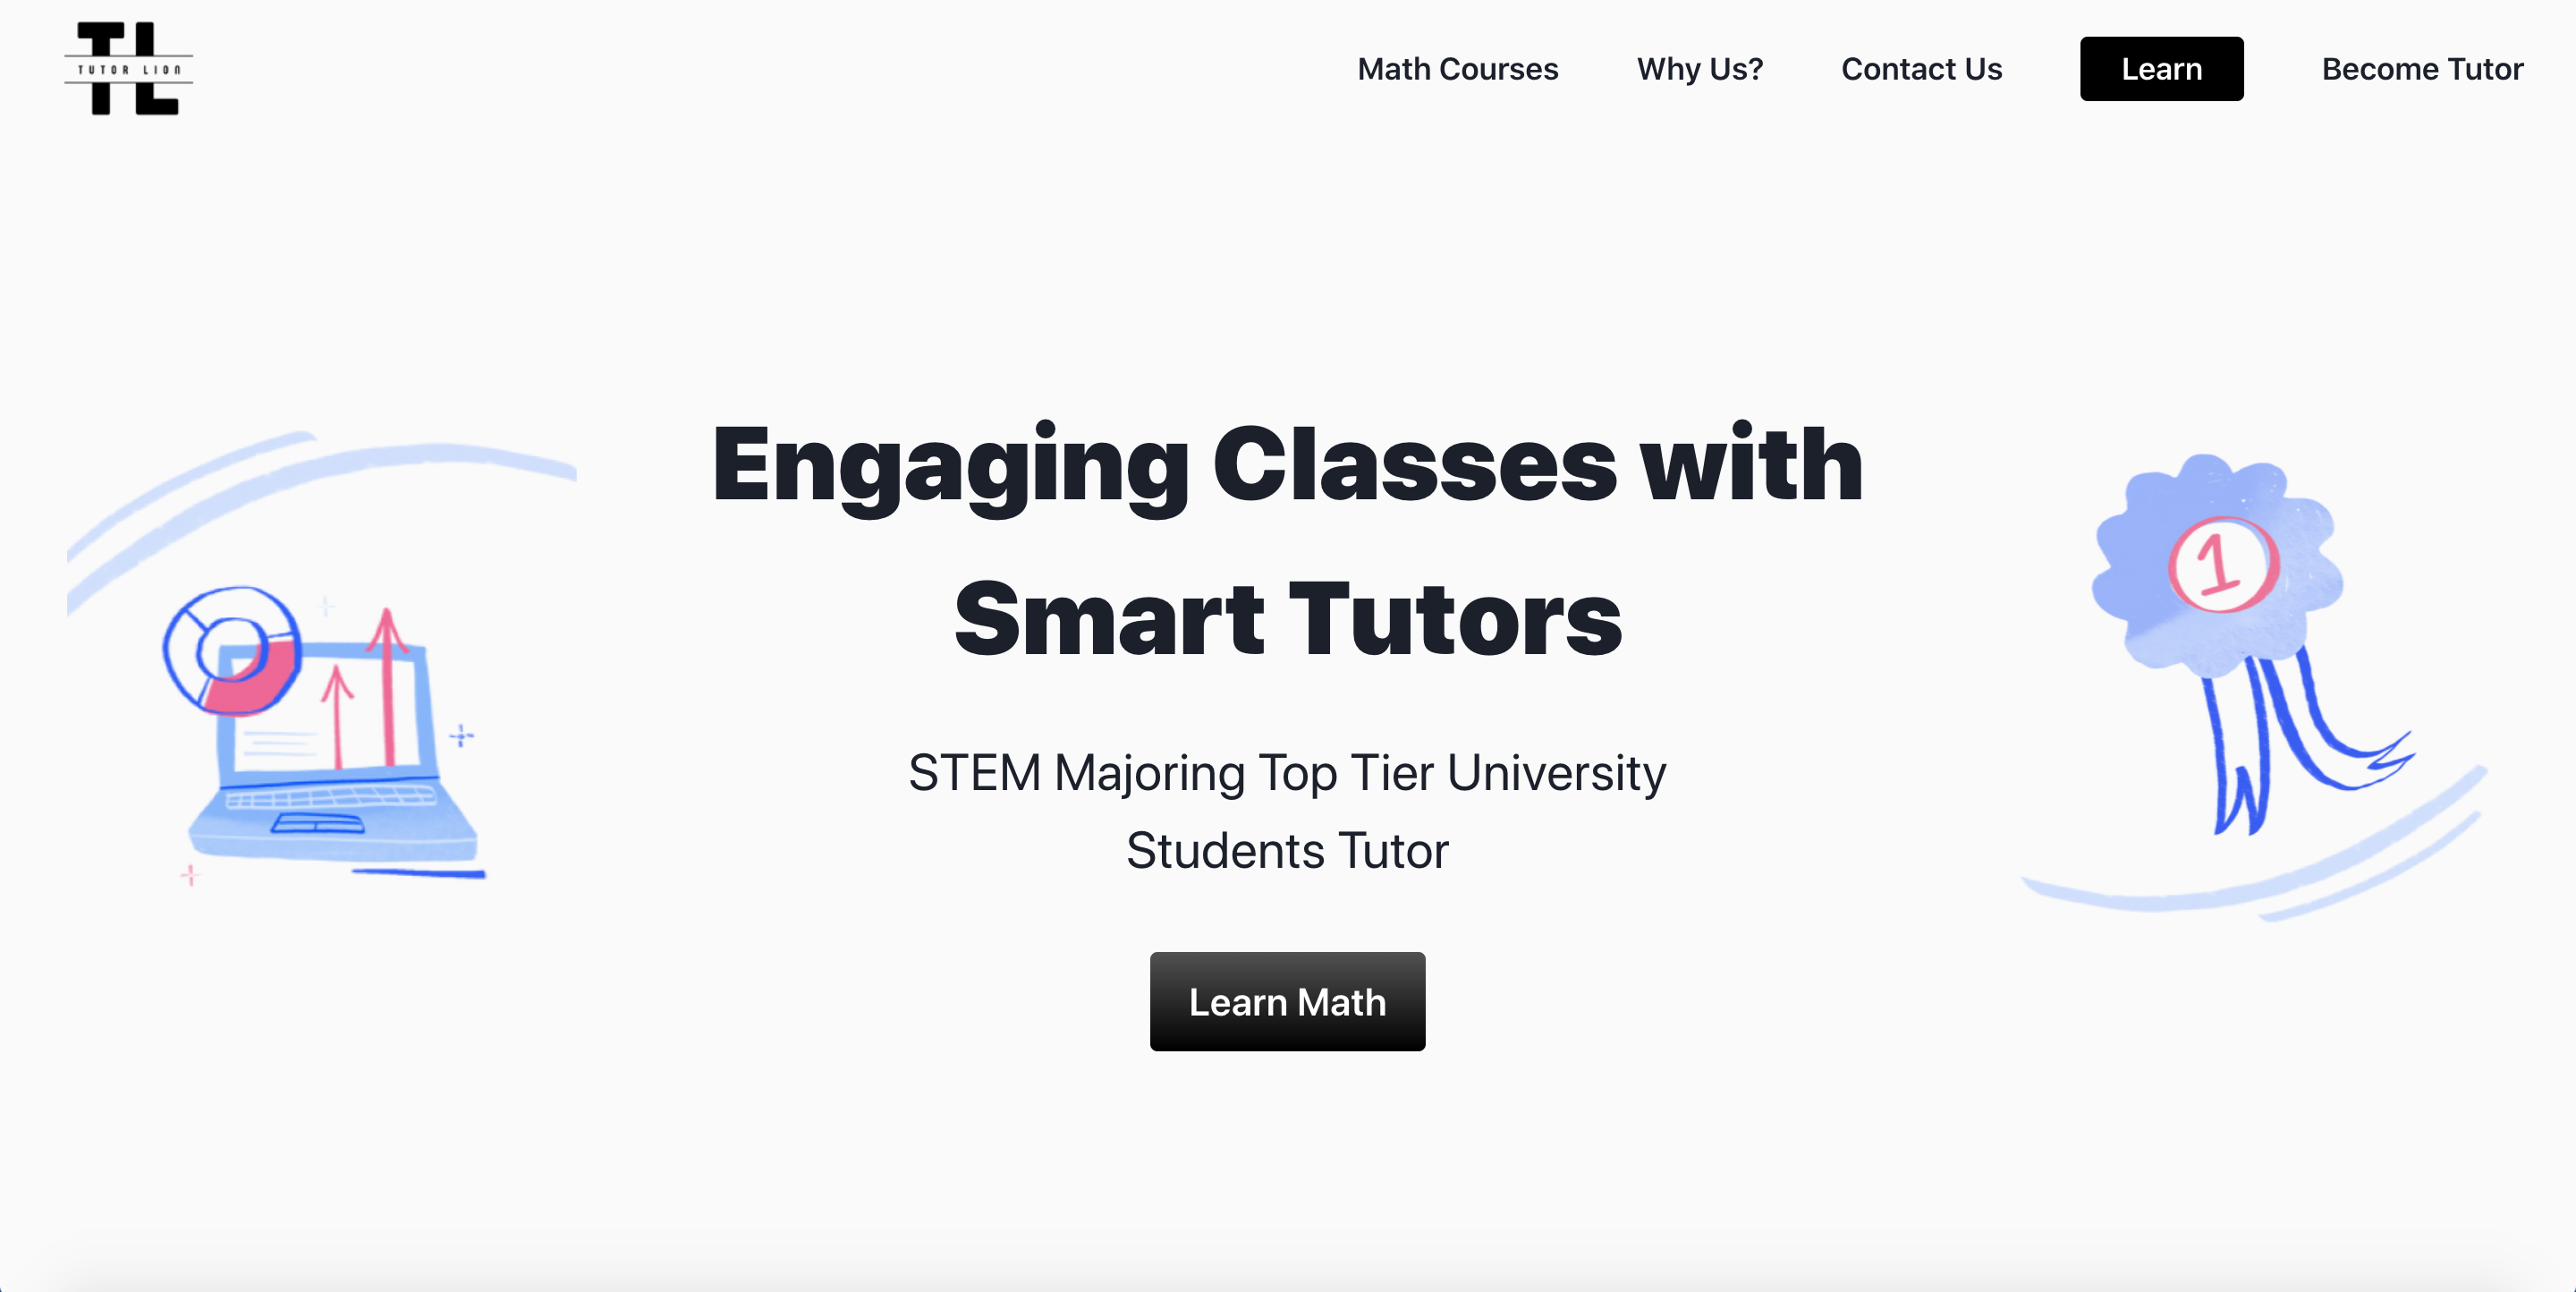 TL
TUTOR LION
Math Courses
Why Us?
Contact Us
Learn
Become Tutor
Engaging Classes with
Smart Tutors
1
STEM Majoring Top Tier University
Students Tutor
Learn Math